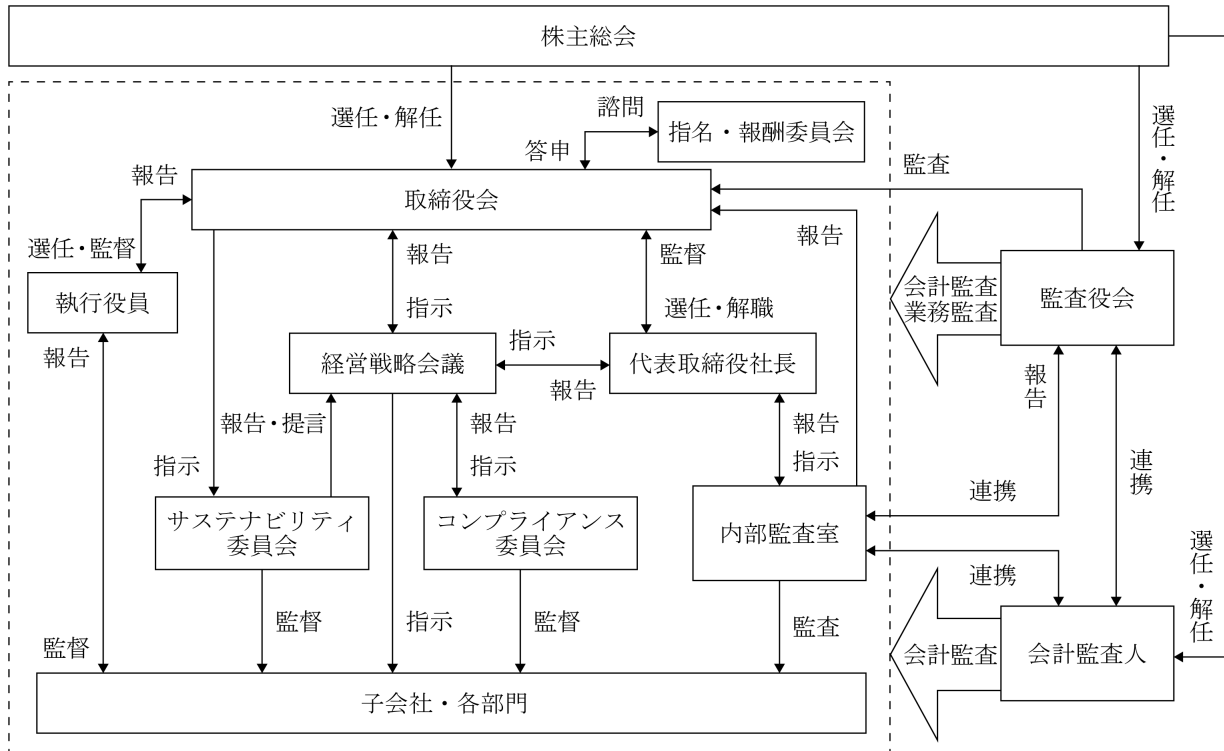 株主総会
選任・解任
諮問
指名・報酬委員会
答申
選任・解任
監査
報告
取締役会
報告
選任・監督
報告
監督
会計監査
業務監査
監査役会
執行役員
指示
選任・解職
報告
経営戦略会議
指示
報告
代表取締役社長
報告
報告・提言
報告
報告
指示
指示
指示
連携
連携
サステナビリティ
委員会
コンプライアンス
委員会
内部監査室
連携
選任・解任
監督
監督
指示
監督
監査
会計監査
会計監査人
子会社・各部門